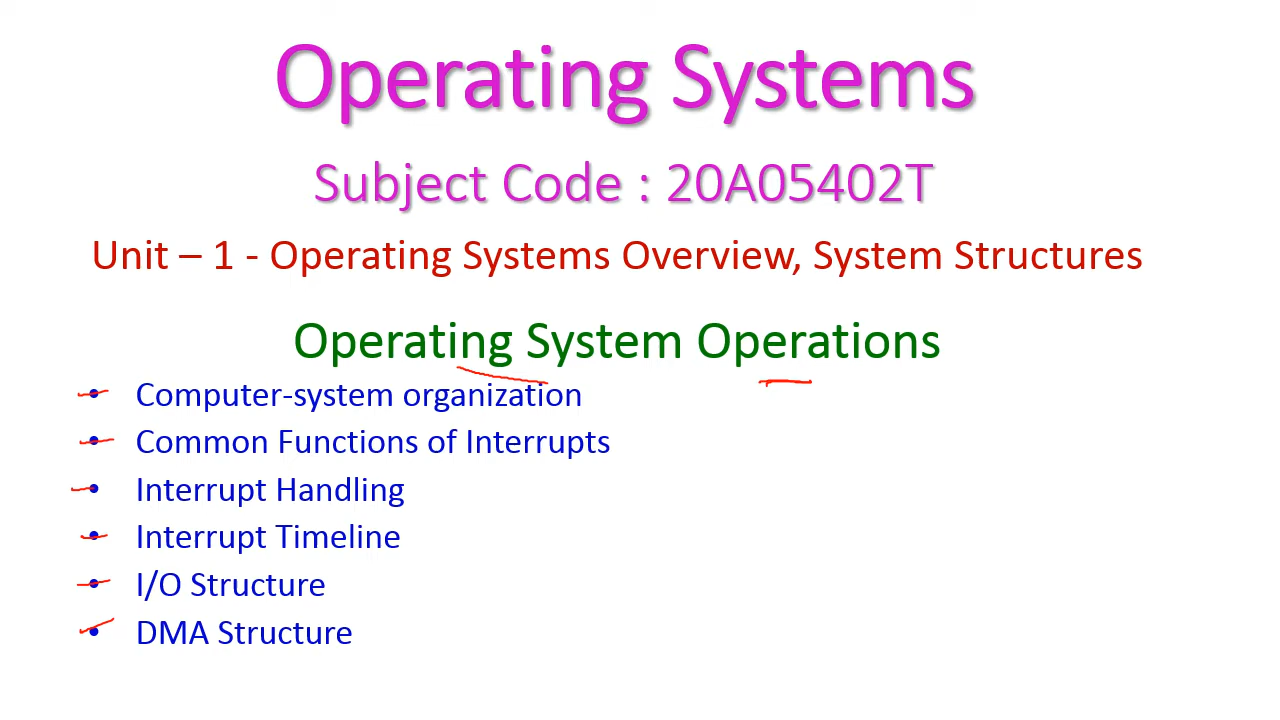 Operating Systems
Subject Code : 20A05402T
Unit – 1 - Operating Systems Overview, System Structures
Operating System Operations
• Computer-system organization
• Common Functions of Interrupts
• Interrupt Handling
• Interrupt Timeline
• I/O Structure
• DMA Structure